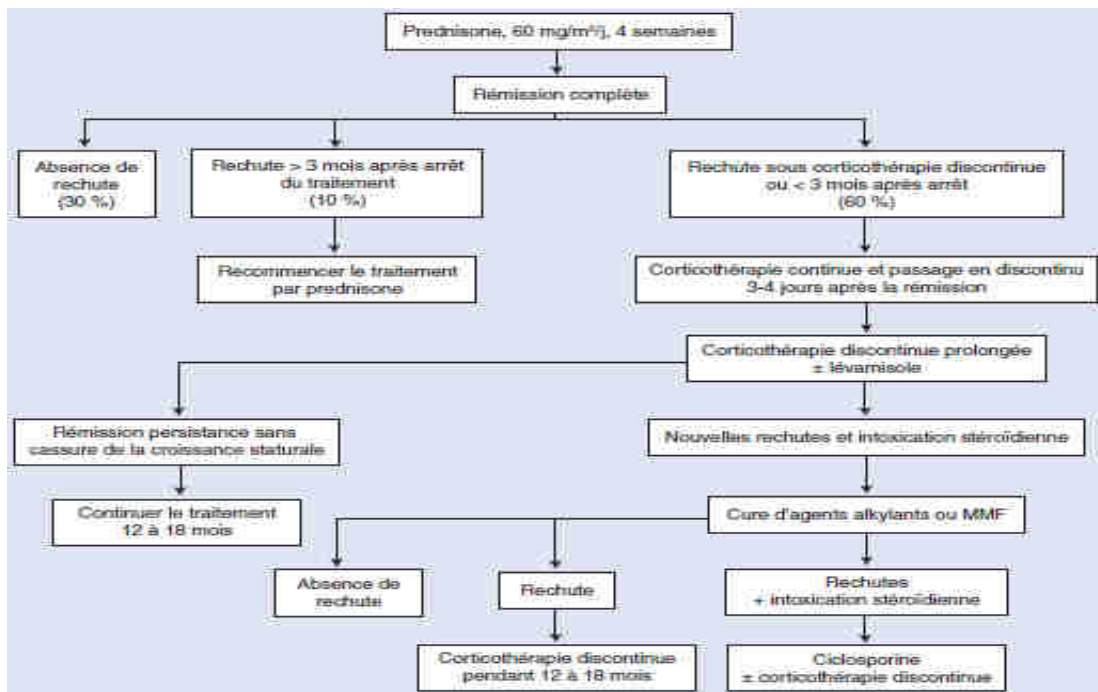 Prednisone, 60 mg/m²/j, 4 semaines
Rémission complète
Absence de
rechute
(30 %)
Rechute > 3 mois après arrêt
du traitement
(10 %)
Rechute sous corticothérapie discontinue
ou < 3 mois après arrêt
(60 %)
Recommencer le traitement
par prednisone
Corticothérapie continue et passage en discontinu
3-4 jours après la rémission
Corticothérapie discontinue prolongée
± lévamisole
Rémission persistance sans
cassure de la croissance staturale
Nouvelles rechutes et intoxication stéroïdienne
Continuer le traitement
12 à 18 mois
Cure d'agents alkylants ou MMF
Absence de
rechute
Rechute
Rechutes
+ intoxication stéroïdienne
Corticothérapie discontinue
pendant 12 à 18 mois
Ciclosporine
± corticothérapie discontinue